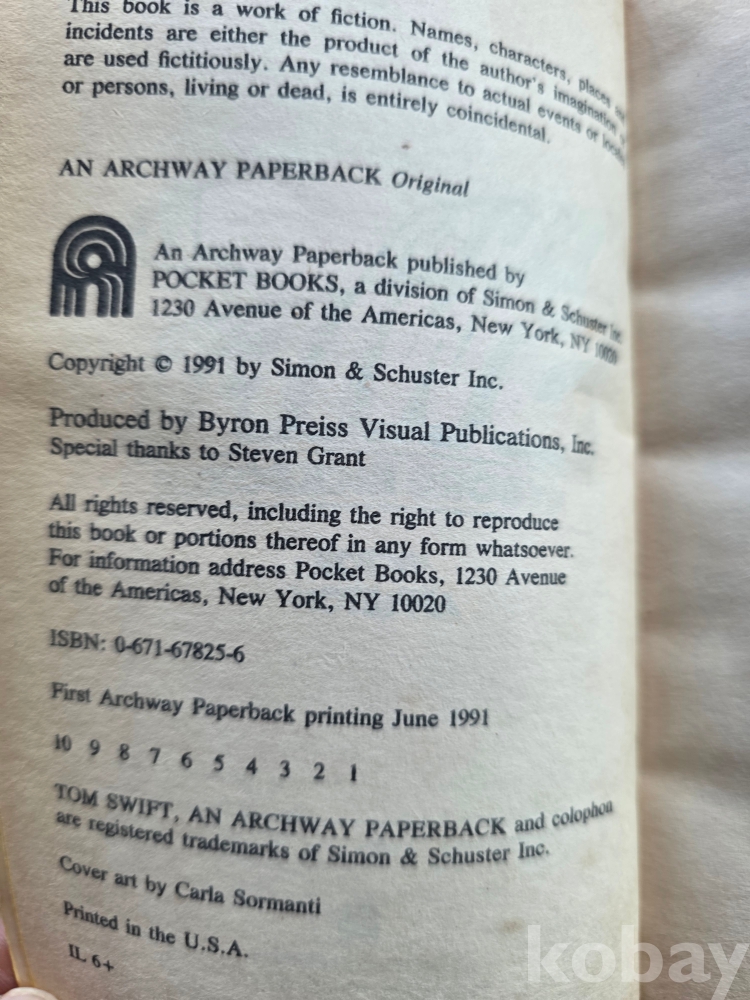 This book is a work of fiction. Names, characters, places and
incidents are either the product of the author's imagination
are used fictitiously. Any resemblance to actual events or
or persons, living or dead, is entirely coincidental.
AN ARCHWAY PAPERBACK Original
An Archway Paperback published by
POCKET BOOKS, a division of Simon & Schuster Inc.
1230 Avenue of the Americas, New York, NY 10020
Copyright © 1991 by Simon & Schuster Inc.
Produced by Byron Preiss Visual Publications, Inc.
Special thanks to Steven Grant
All rights reserved, including the right to reproduce
this book or portions thereof in any form whatsoever.
For information address Pocket Books, 1230 Avenue
of the Americas, New York, NY 10020
ISBN: 0-671-67825-6
First Archway Paperback printing June 1991
10 9 8 7 6 5 4 3 2 1
TOM SWIFT, AN ARCHWAY PAPERBACK and colophon
are registered trademarks of Simon & Schuster Inc.
Cover art by Carla Sormanti
Printed in the U.S.A.
IL 6+
kobay